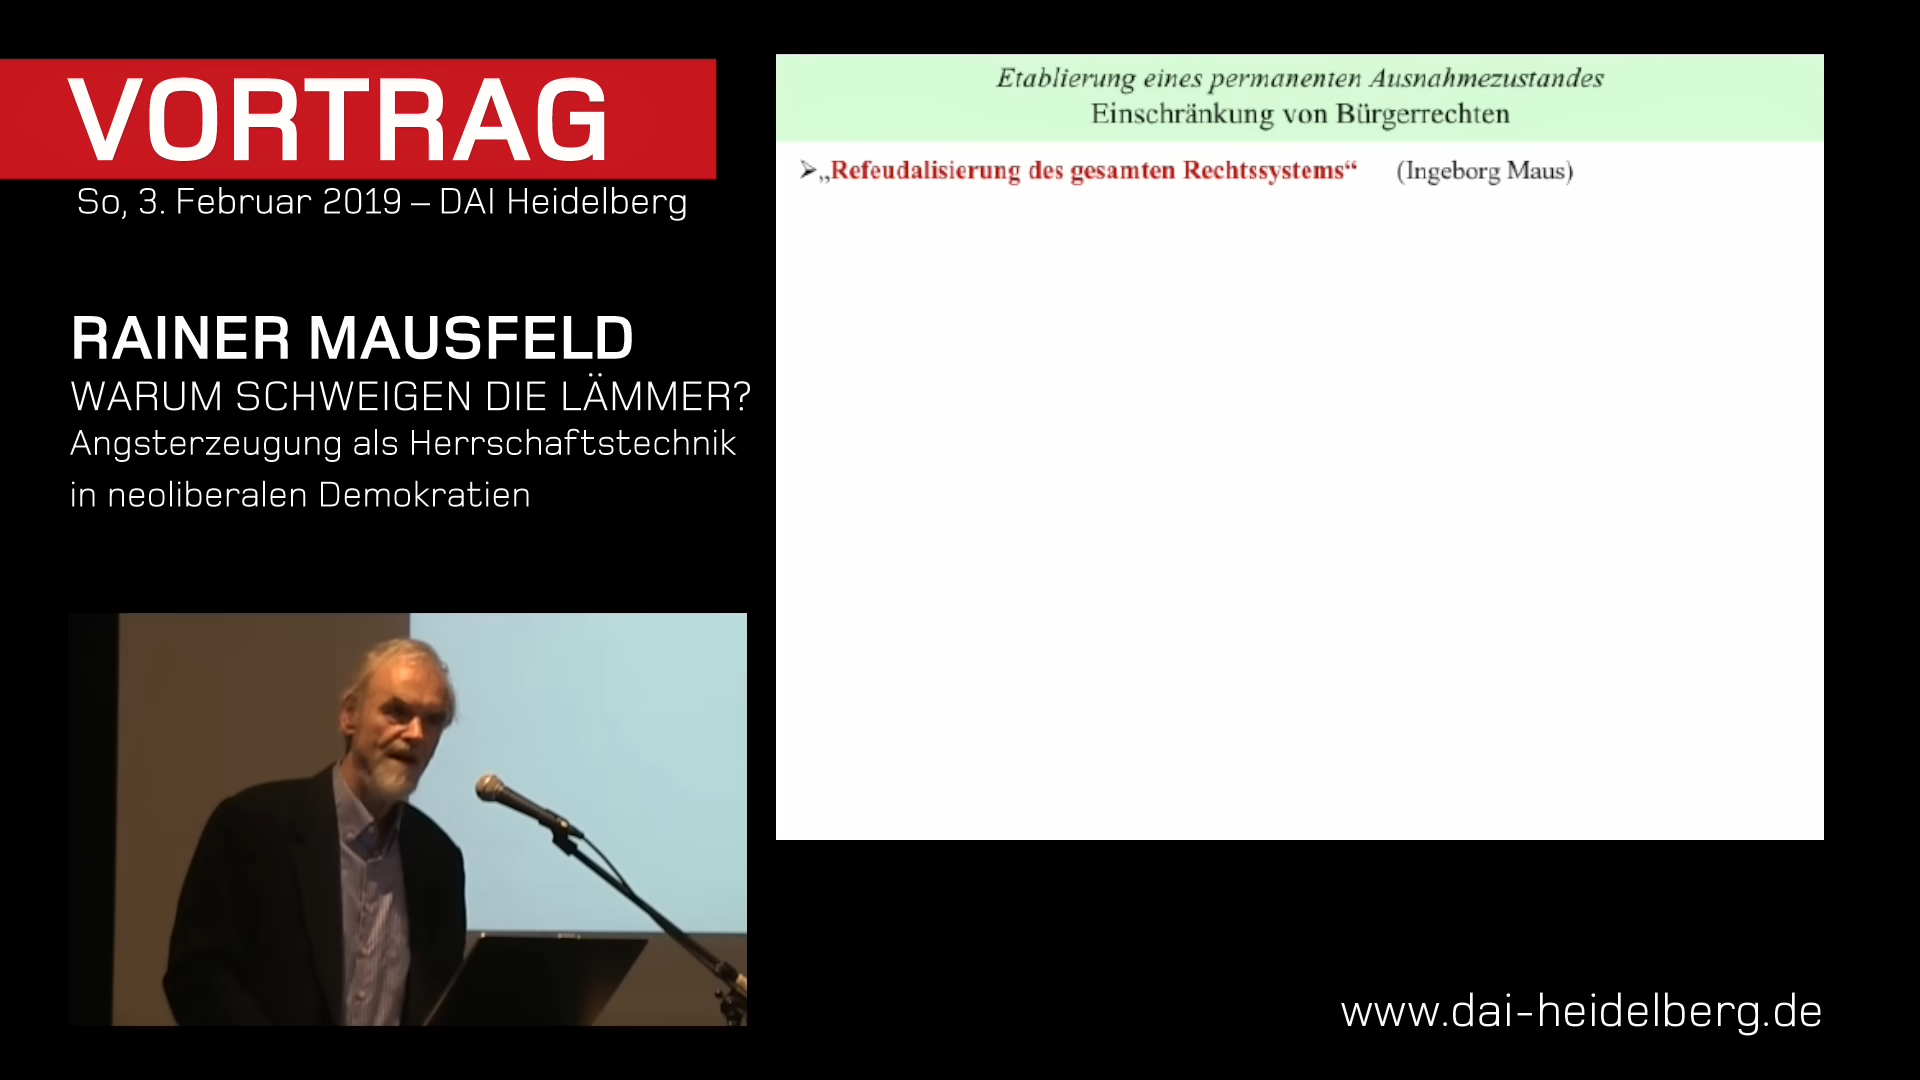 VORTRAG
So, 3. Februar 2019 – DAI Heidelberg
RAINER MAUSFELD
WARUM SCHWEIGEN DIE LÄMMER?
Angsterzeugung als Herrschaftstechnik
in neoliberalen Demokratien
Etablierung eines permanenten Ausnahmezustandes
Einschränkung von Bürgerrechten
➢„Refeudalisierung des gesamten Rechtssystems“ (Ingeborg Maus)
www.dai-heidelberg.de